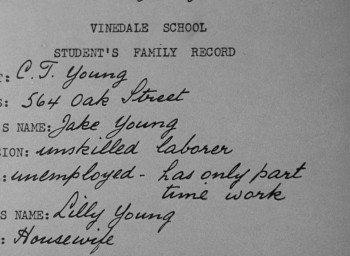 VINEDALE SCHOOL
STUDENT'S FAMILY RECORD
: C.T. Young
S: 564 Oak Street
S NAME: Jake Young
SION: unskilled laborer
: unemployed - has only part
time work
S NAME: Lilly Young
: Housewife